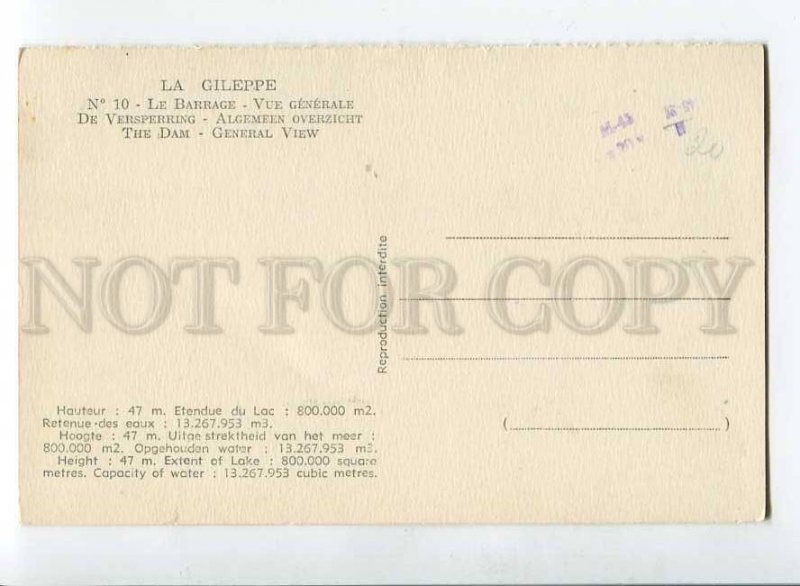 LA GILEPPE
N° 10 - LE BARRAGE - VUE GÉNÉRALE
DE VERSPERRING - ALGEMEEN OVERZICHT
THE DAM - GENERAL VIEW
20
Reproduction interdite
NOT FOR COPY
Hauteur : 47 m. Etendue du Lac : 800.000 m2.
Retenue des eaux : 13.267.953 m3.
Hoogte : 47 m. Uitgestrektheid van het meer :
800.000 m2. Opgehouden water : 13.267.953 m3.
Height : 47 m. Extent of Lake : 800.000 square
metres. Capacity of water : 13.267.953 cubic metres.